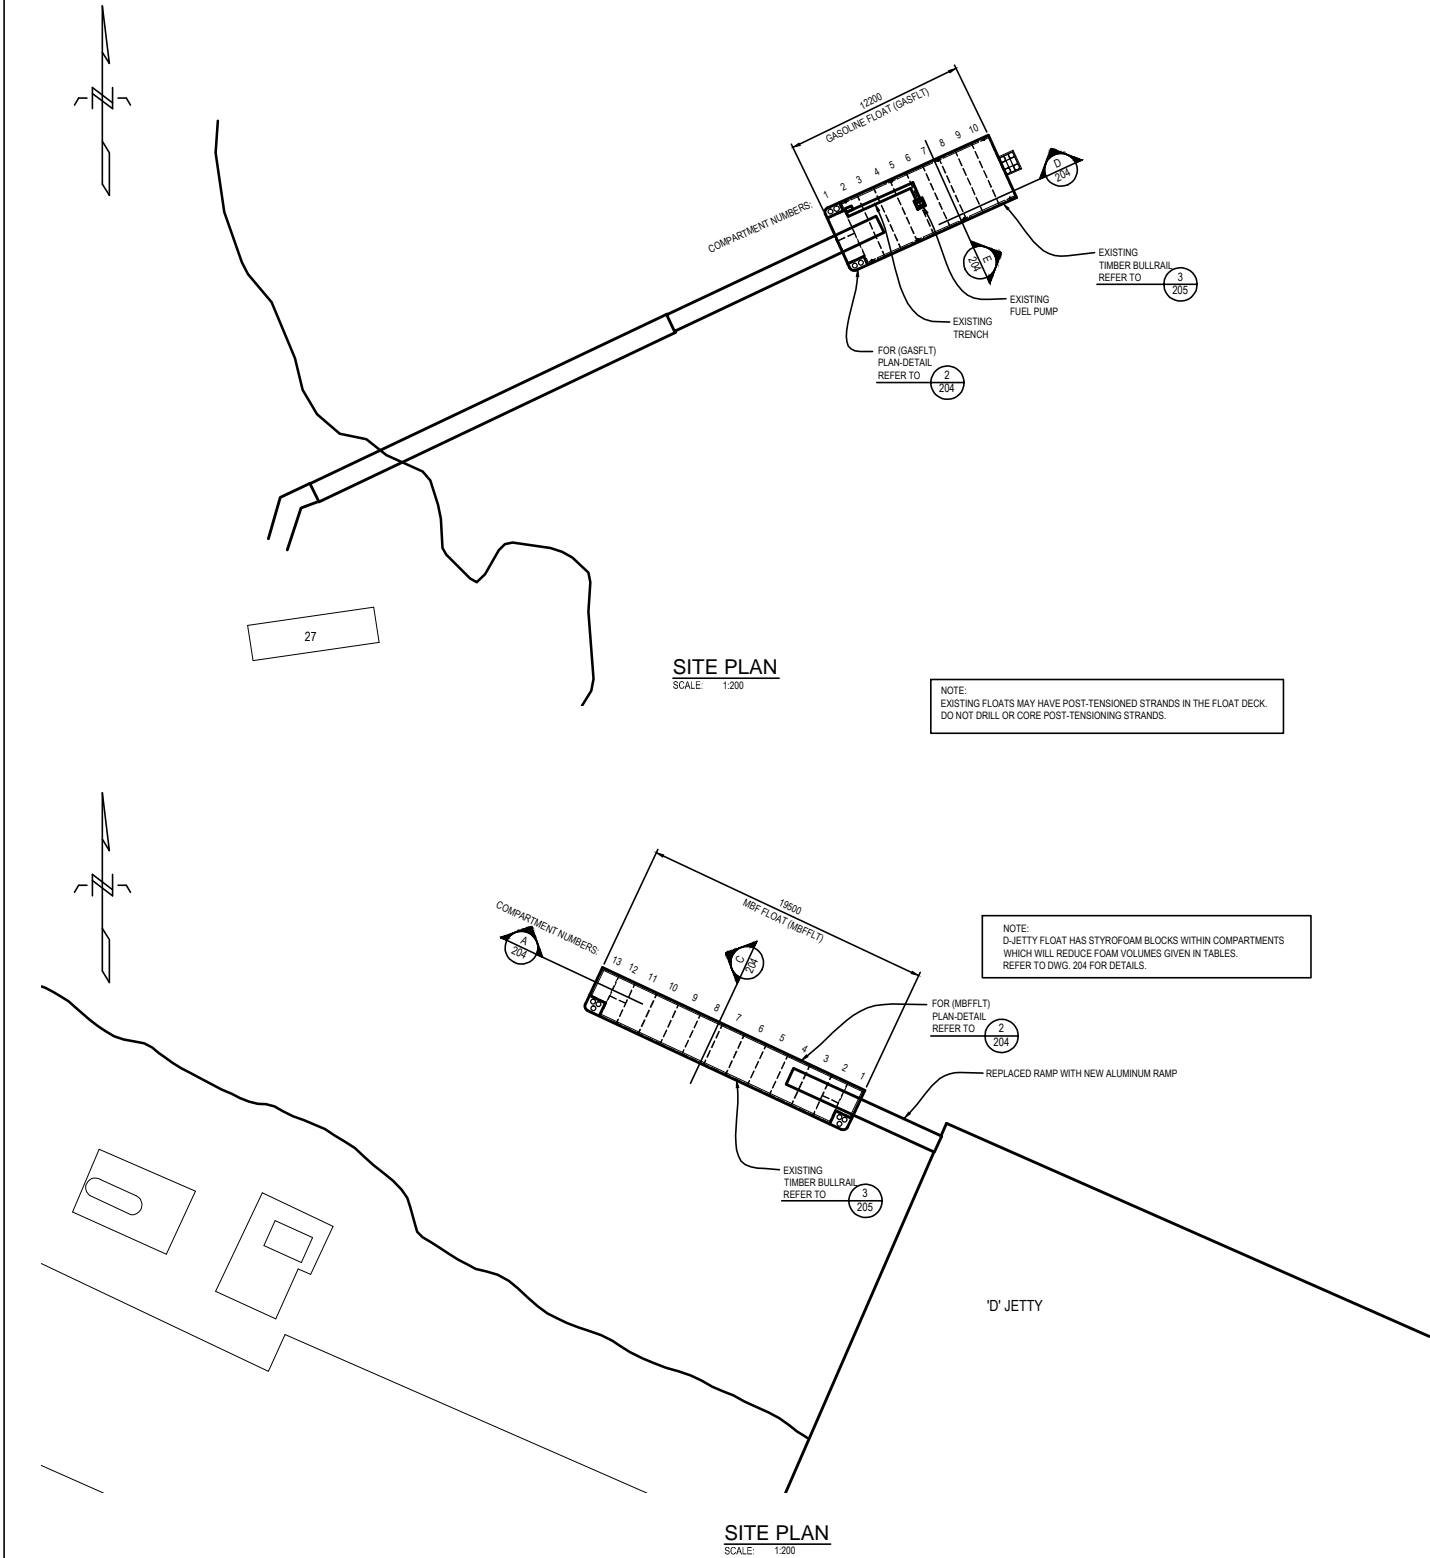 N
12200
GASOLINE FLOAT (GASFLT)
COMPARTMENT NUMBERS:
1 2 3 4 5 6 7 8 9 10
D
204
E
204
EXISTING
TIMBER BULLRAIL
REFER TO
3
205
EXISTING
FUEL PUMP
EXISTING
TRENCH
FOR (GASFLT)
PLAN-DETAIL
REFER TO
2
204
27
SITE PLAN
SCALE: 1:200
NOTE:
EXISTING FLOATS MAY HAVE POST-TENSIONED STRANDS IN THE FLOAT DECK.
DO NOT DRILL OR CORE POST-TENSIONING STRANDS.
N
19500
MBF FLOAT (MBFFLT)
COMPARTMENT NUMBERS:
13 12 11 10 9 8 7 6 5 4 3 2 1
A
204
C
204
NOTE:
D-JETTY FLOAT HAS STYROFOAM BLOCKS WITHIN COMPARTMENTS
WHICH WILL REDUCE FOAM VOLUMES GIVEN IN TABLES.
REFER TO DWG. 204 FOR DETAILS.
FOR (MBFFLT)
PLAN-DETAIL
REFER TO
2
204
REPLACED RAMP WITH NEW ALUMINUM RAMP
EXISTING
TIMBER BULLRAIL
REFER TO
3
205
'D' JETTY
SITE PLAN
SCALE: 1:200